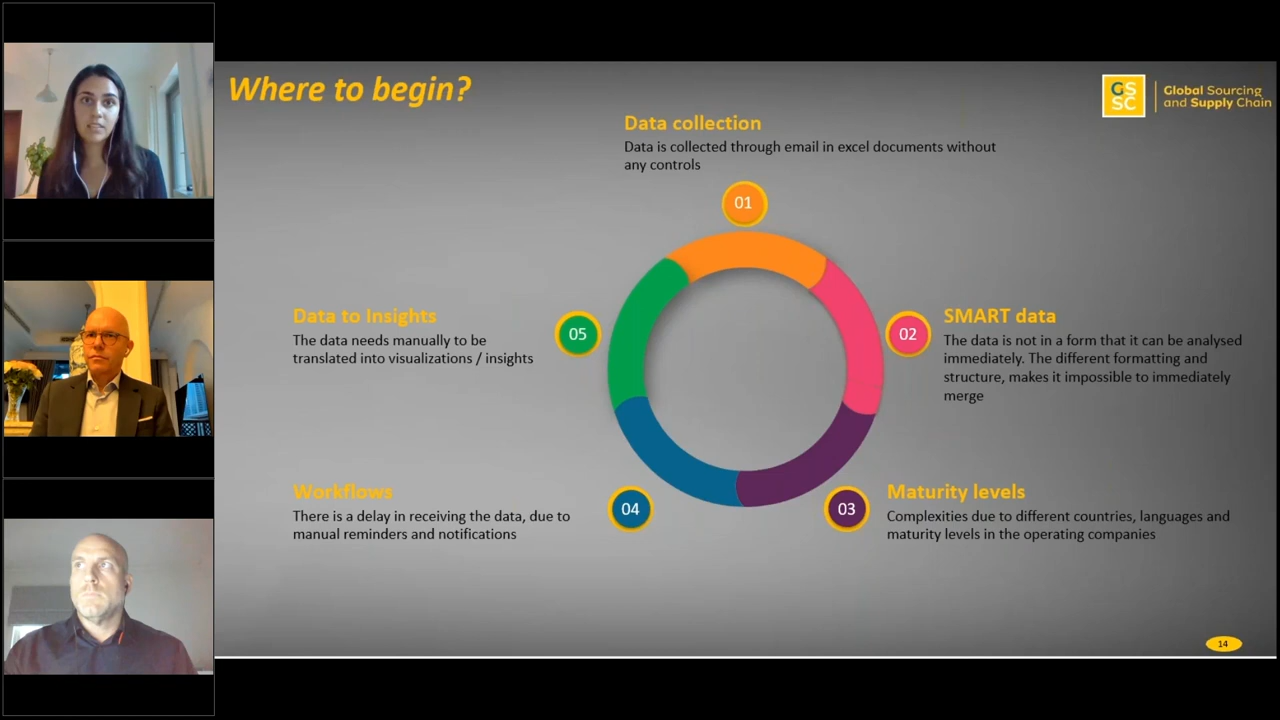 Where to begin?
GS
SC
Global Sourcing
and Supply Chain
Data collection
Data is collected through email in excel documents without
any controls
01
SMART data
02
The data is not in a form that it can be analysed
immediately. The different formatting and
structure, makes it impossible to immediately
merge
Maturity levels
03
Complexities due to different countries, languages and
maturity levels in the operating companies
Workflows
04
There is a delay in receiving the data, due to
manual reminders and notifications
Data to Insights
05
The data needs manually to be
translated into visualizations / insights
14